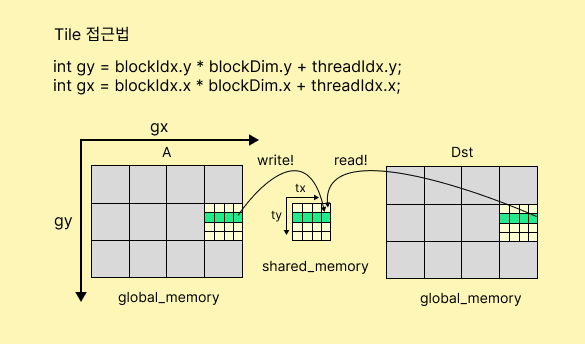 Tile 접근법
int gy = blockIdx.y * blockDim.y + threadIdx.y;
int gx = blockIdx.x * blockDim.x + threadIdx.x;
gx
A
write!
read!
Dst
tx
ty
gy
shared_memory
global_memory
global_memory